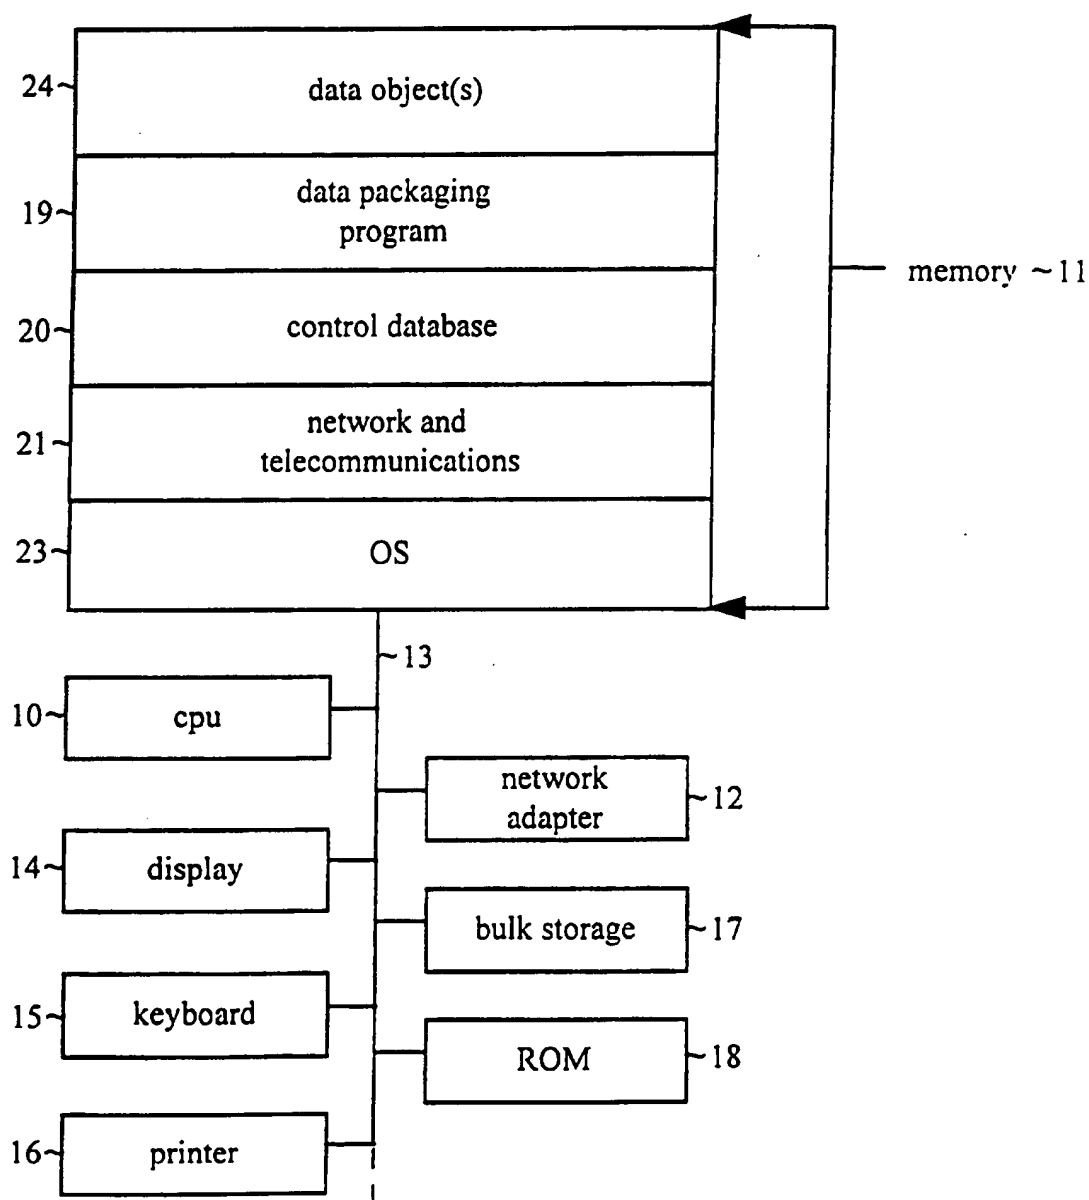 24~ data object(s)
19~ data packaging
program
memory ~11
20~ control database
21~ network and
telecommunications
23~ OS
~13
10~ cpu
network
adapter ~12
14~ display
bulk storage ~17
15~ keyboard
ROM ~18
16~ printer